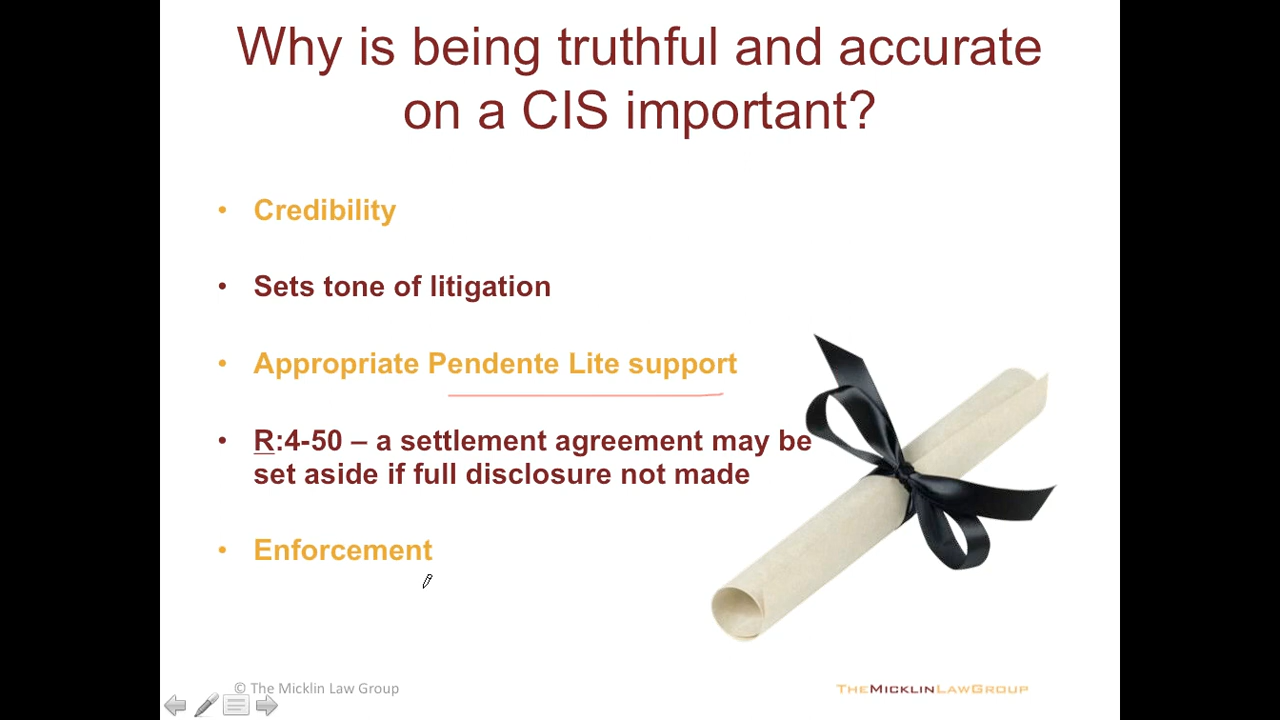 Why is being truthful and accurate
on a CIS important?
• Credibility
• Sets tone of litigation
• Appropriate Pendente Lite support
• R:4-50 – a settlement agreement may be
set aside if full disclosure not made
• Enforcement
© The Micklin Law Group
THEMICKLINLAWGROUP